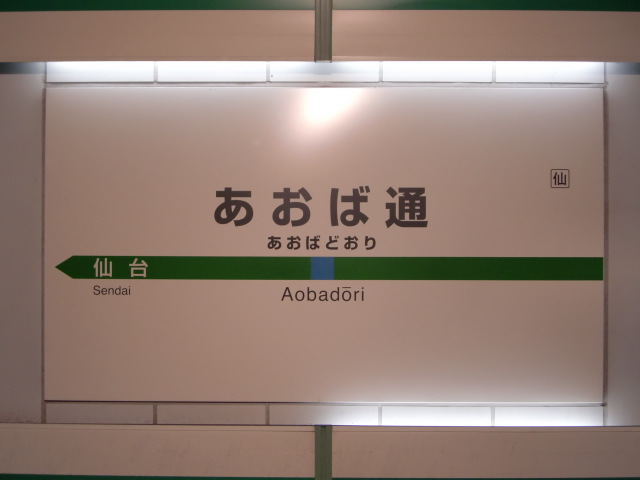 仙
あおば通
あおばどおり
仙台
Sendai
Aobadōri